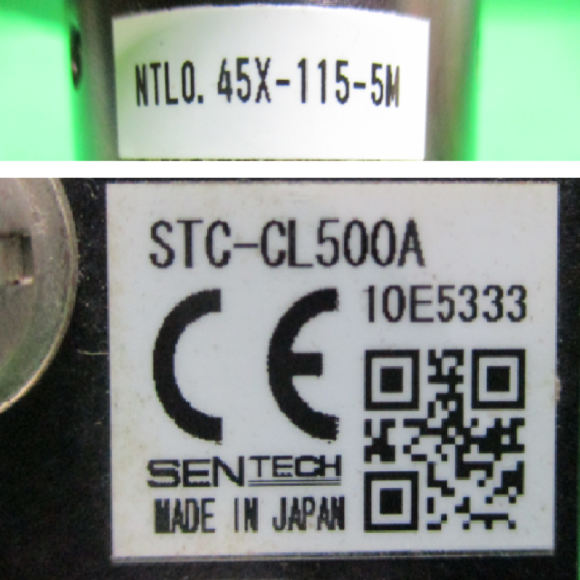 NTL0.45X-115-5M
STC-CL500A
CE
10E5333
SENTECH
MADE IN JAPAN